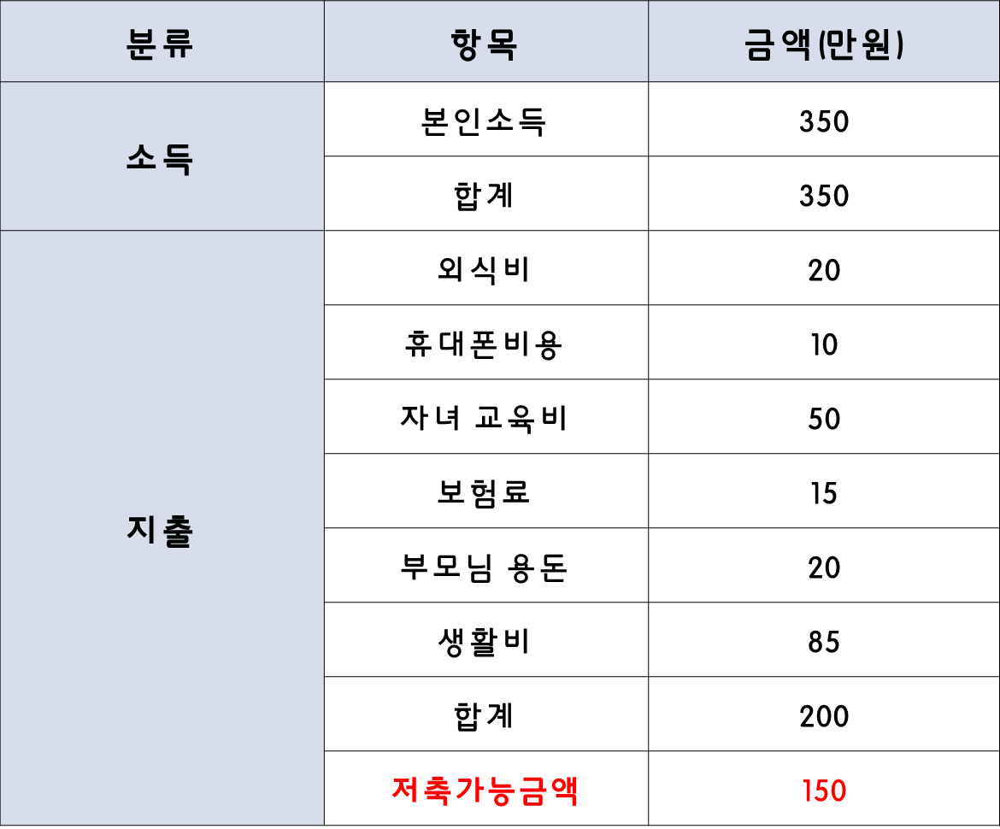 분류 항목 금액(만원)
소득 본인소득 350
합계 350
지출 외식비 20
휴대폰비용 10
자녀 교육비 50
보험료 15
부모님 용돈 20
생활비 85
합계 200
저축가능금액 150